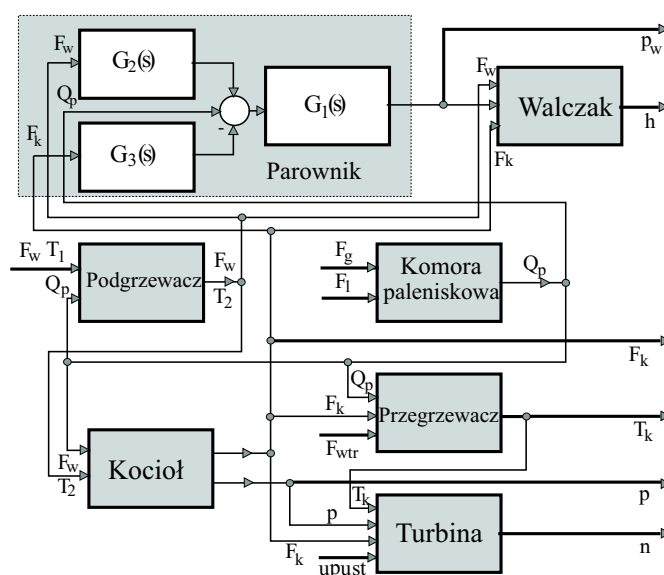 F_w
G_2(s)
p_w
Q_p
G_1(s)
F_w
Walczak
F_k
-
G_3(s)
h
F_k
Parownik
F_w T_1
Podgrzewacz
F_w
F_g
Komora
paleniskowa
Q_p
Q_p
T_2
F_l
F_k
Q_p
F_k
Przegrzewacz
T_k
F_wtr
F_w
Kocioł
T_2
T_k
p
p
Turbina
n
F_k
upust